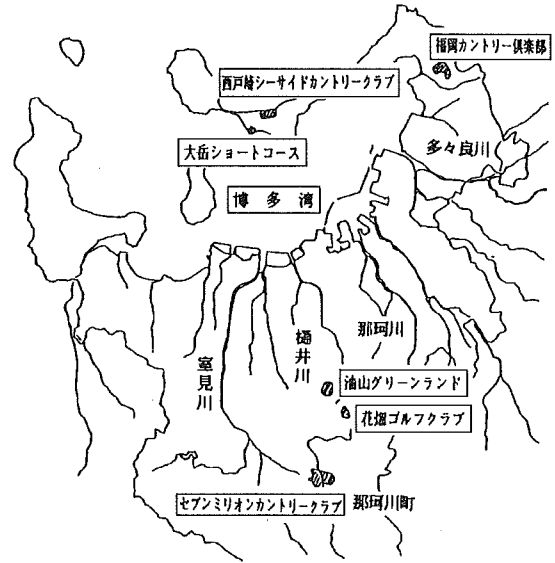 福岡カントリー倶楽部
西戸崎シーサイドカントリークラブ
多々良川
大岳ショートコース
博多湾
那珂川
樋井川
室見川
油山グリーンランド
花畑ゴルフクラブ
セブンミリオンカントリークラブ
那珂川町